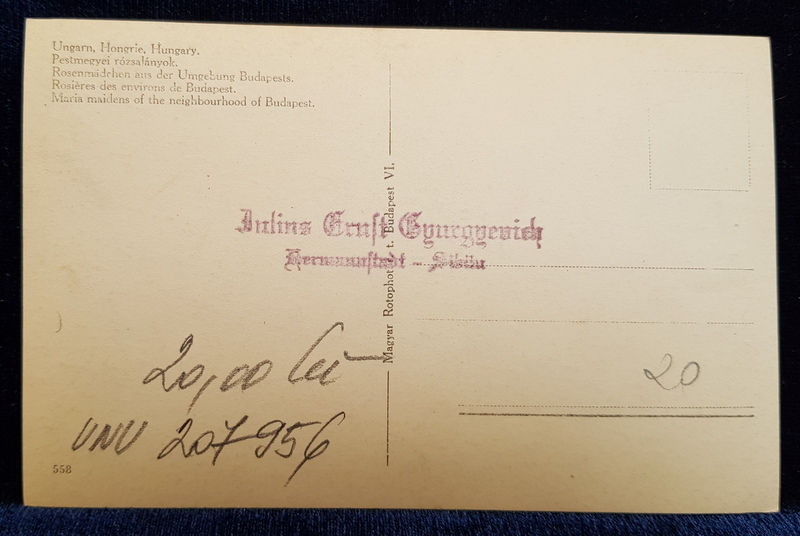 Ungarn, Hongrie, Hungary.
Pestmegyei rózsalányok.
Rosenmädchen aus der Umgebung Budapests.
Rosières des environs de Budapest.
Maria maidens of the neighbourhood of Budapest.
Magyar Rotophot t. Budapest VI.
Julius Ernst Gyurgyevich
Hermannstadt - Sibiiu
20,00 lei
20
UNU 207956
558